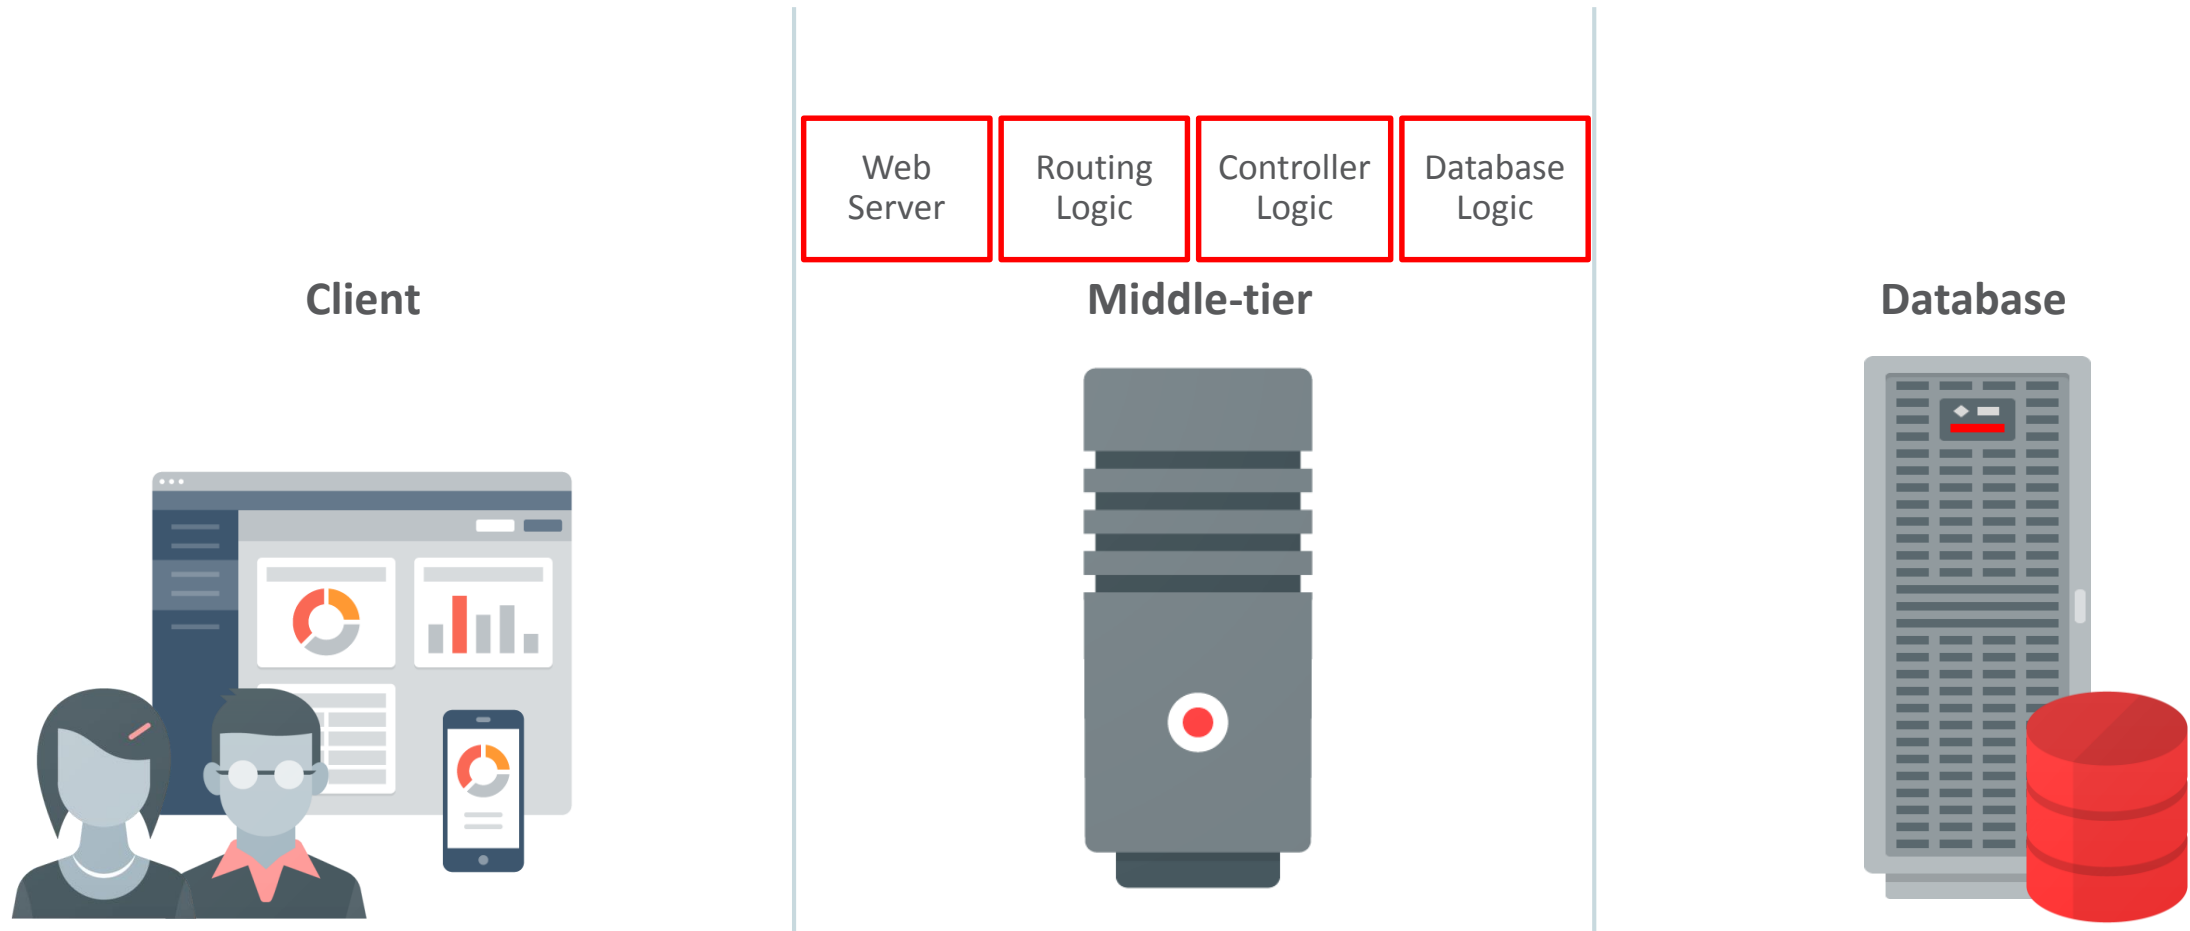 Web
Server
Routing
Logic
Controller
Logic
Database
Logic
Client
Middle-tier
Database